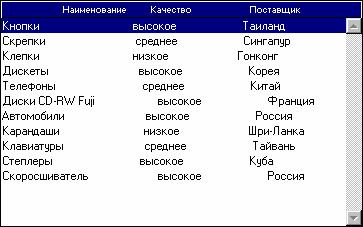 Наименование Качество Поставщик
Кнопки высокое Таиланд
Скрепки среднее Сингапур
Клепки низкое Гонконг
Дискеты высокое Корея
Телефоны среднее Китай
Диски CD-RW Fuji высокое Франция
Автомобили высокое Россия
Карандаши низкое Шри-Ланка
Клавиатуры среднее Тайвань
Степлеры высокое Куба
Скоросшиватель высокое Россия